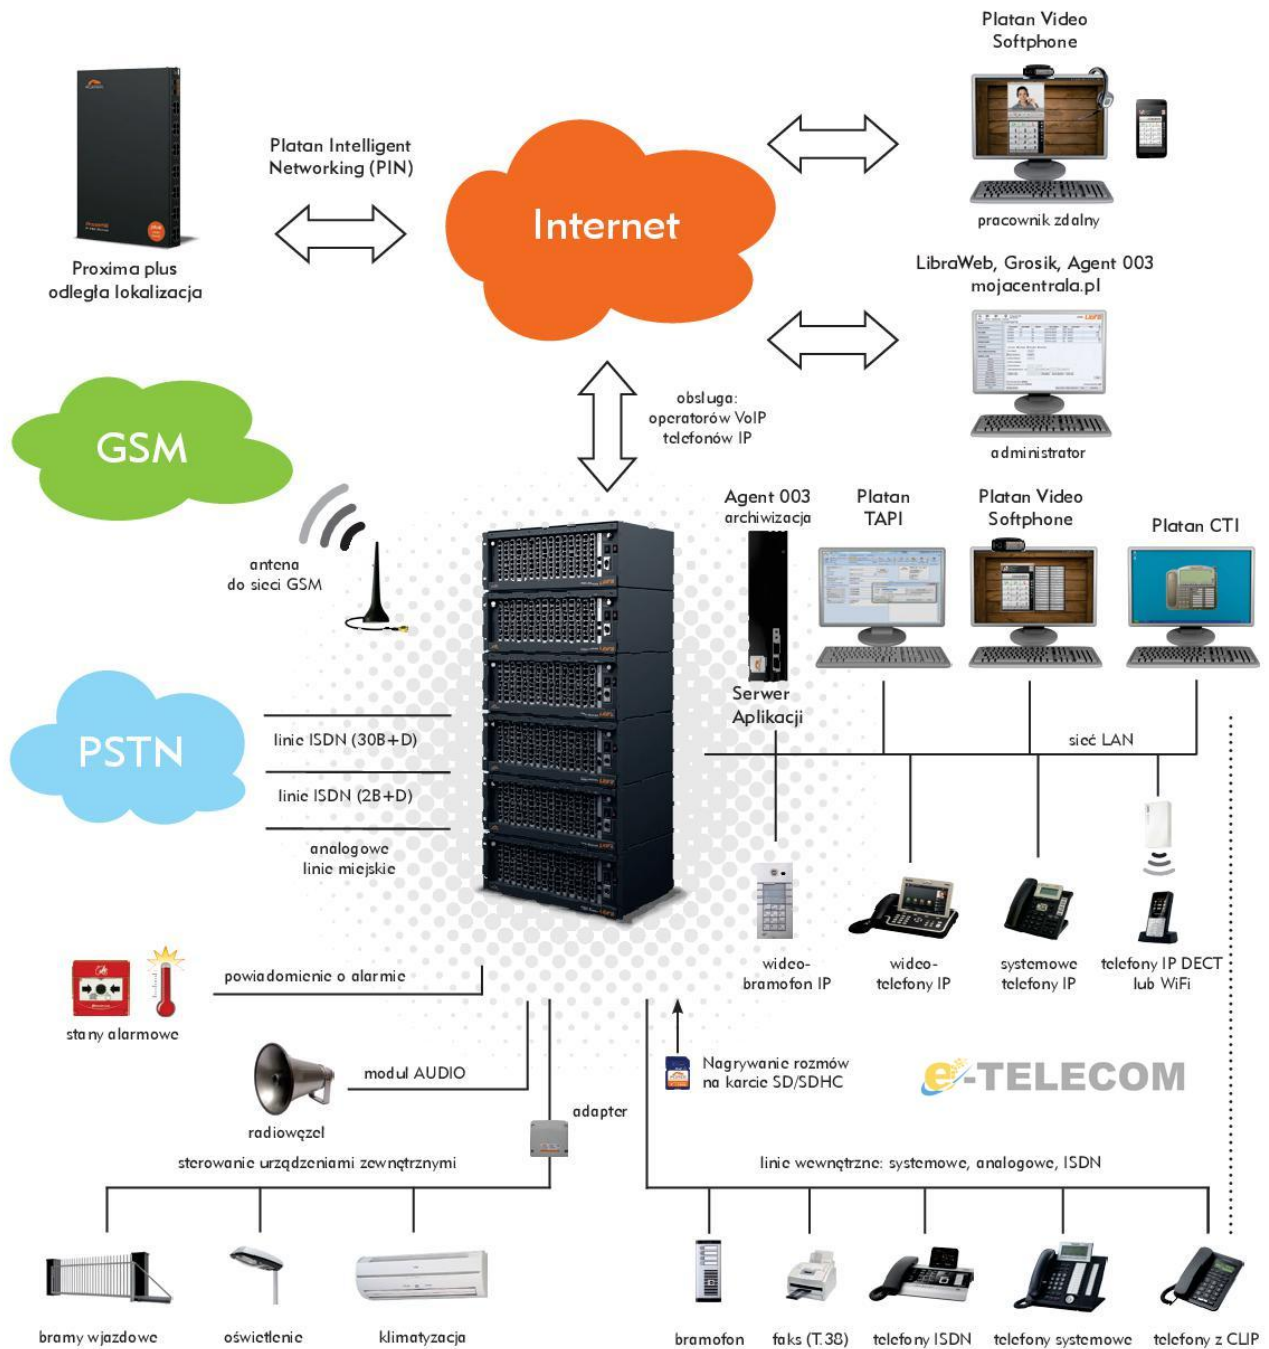 Platan Video
Softphone
pracownik zdalny
Platan Intelligent
Networking (PIN)
Internet
Proxima plus
odległa lokalizacja
LibraWeb, Grosik, Agent 003
mojacentrala.pl
administrator
GSM
obsługa:
operatorów VoIP
telefonów IP
antena
do sieci GSM
Agent 003
archiwizacja
Serwer
Aplikacji
Platan
TAPI
Platan Video
Softphone
Platan CTI
sieć LAN
PSTN
linie ISDN (30B+D)
linie ISDN (2B+D)
analogowe
linie miejskie
wideo-
bramofon IP
wideo-
telefony IP
systemowe
telefony IP
telefony IP DECT
lub WiFi
powiadomienie o alarmie
stany alarmowe
moduł AUDIO
radiowęzeł
adapter
Nagrywanie rozmów
na karcie SD/SDHC
e-TELECOM
sterowanie urządzeniami zewnętrznymi
linie wewnętrzne: systemowe, analogowe, ISDN
bramy wjazdowe
oświetlenie
klimatyzacja
bramofon
faks (T.38)
telefony ISDN
telefony systemowe
telefony z CLIP